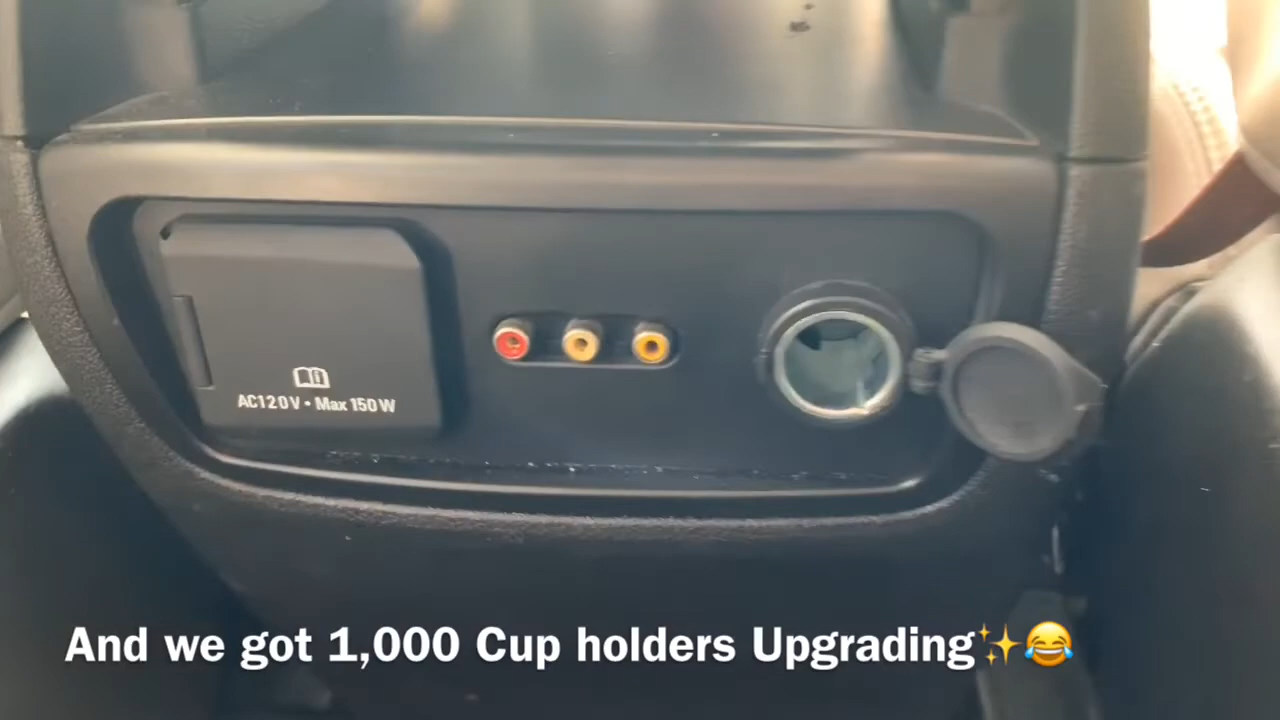 AC120V • Max 150W
And we got 1,000 Cup holders Upgrading✨😂